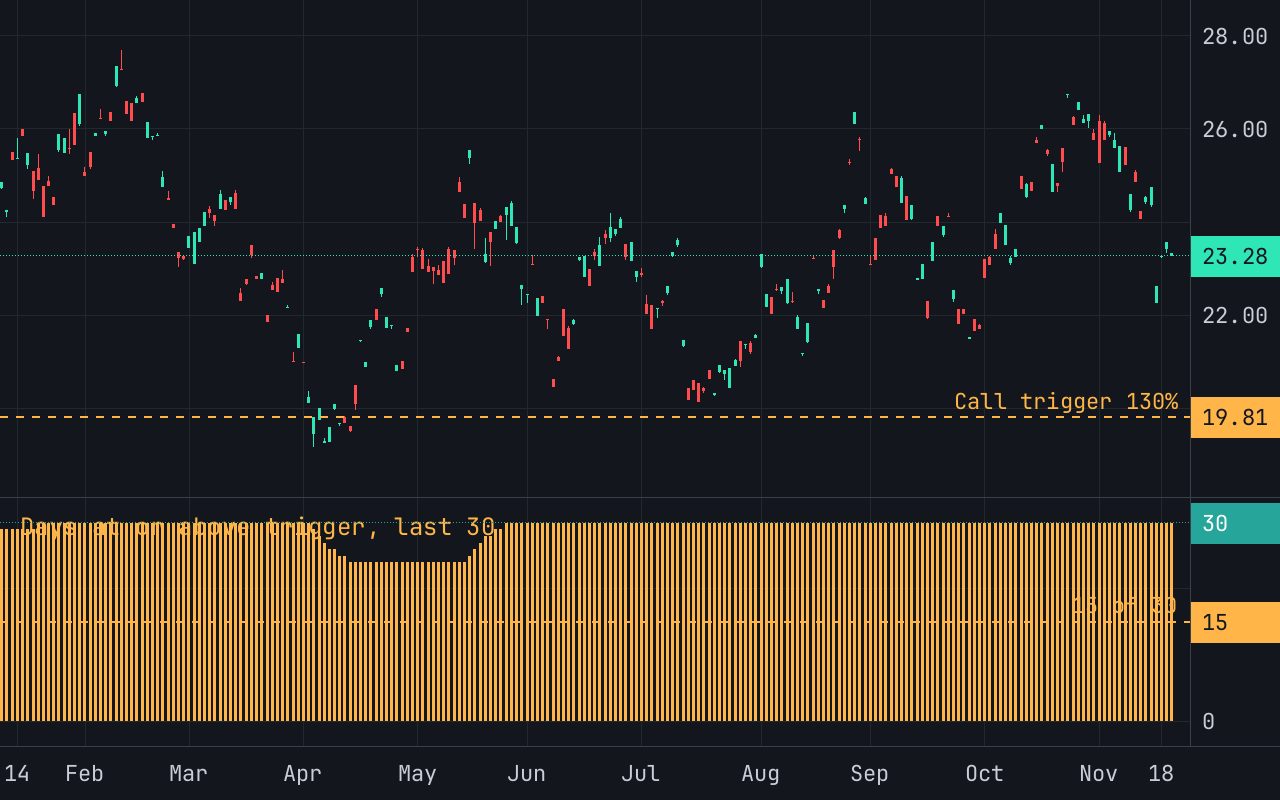 28.00
26.00
23.28
22.00
Call trigger 130%
19.81
Days at or above trigger, last 30
30
15 of 30
15
0
14 Feb Mar Apr May Jun Jul Aug Sep Oct Nov 18